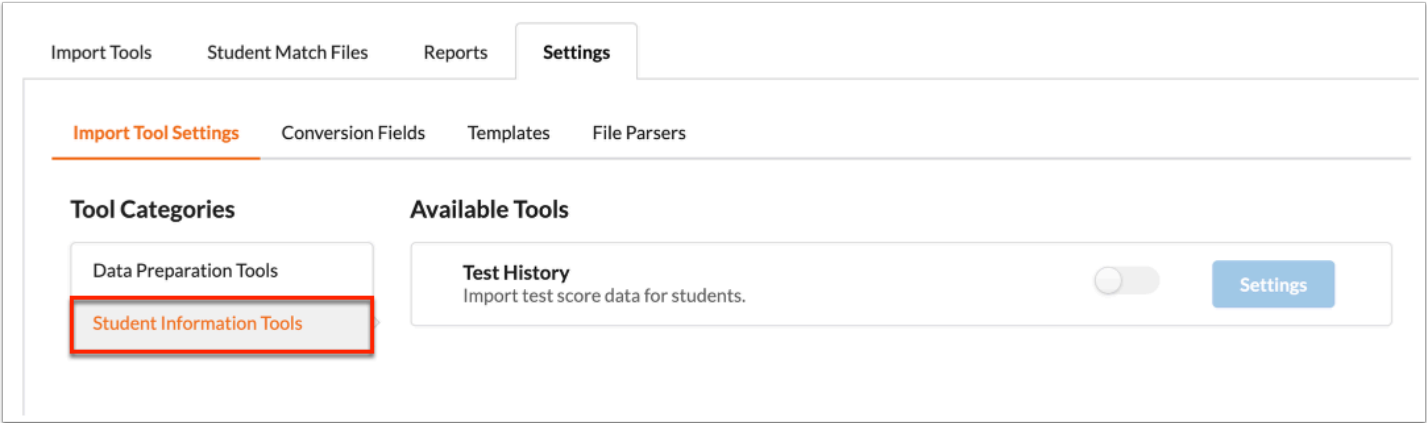 Import Tools Student Match Files Reports Settings
Import Tool Settings Conversion Fields Templates File Parsers
Tool Categories
Data Preparation Tools
Student Information Tools
Available Tools
Test History
Import test score data for students.
Settings